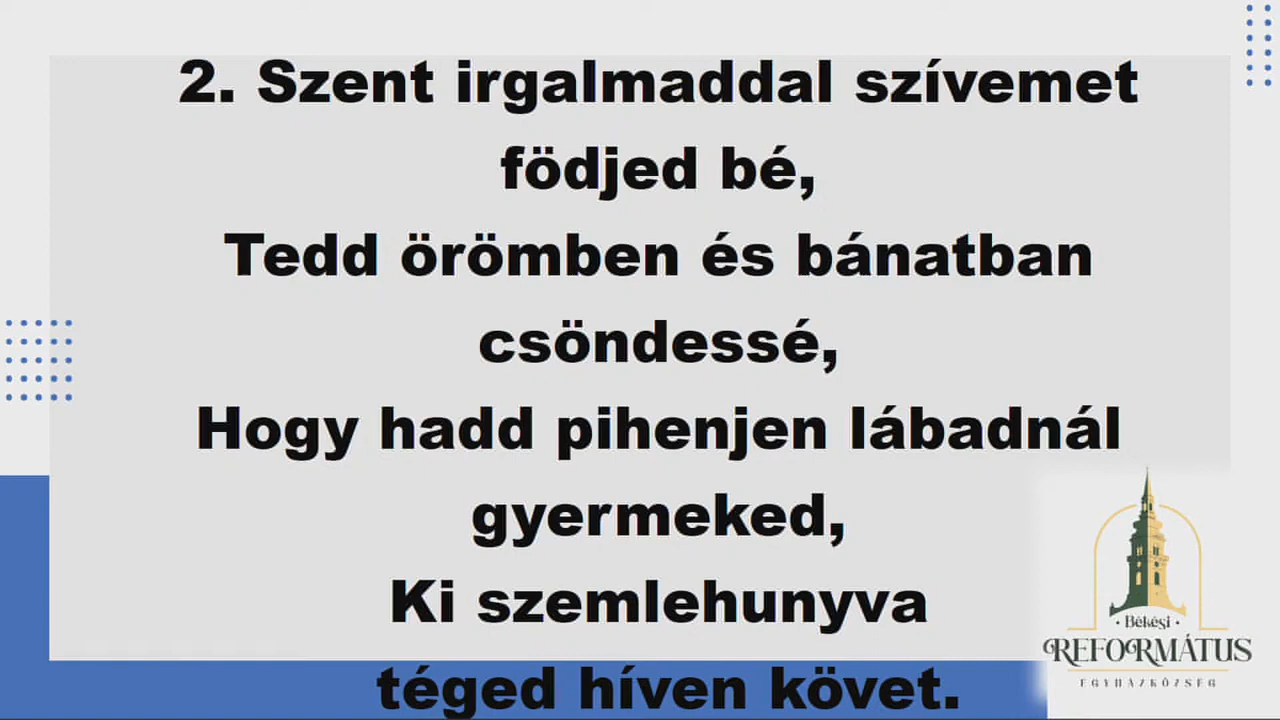 2. Szent irgalmaddal szívemet
födjed bé,
Tedd örömben és bánatban
csöndessé,
Hogy hadd pihenjen lábadnál
gyermeked,
Ki szemlehunyva
téged híven követ.
· Békési ·
REFORMÁTUS
EGYHÁZKÖZSÉG